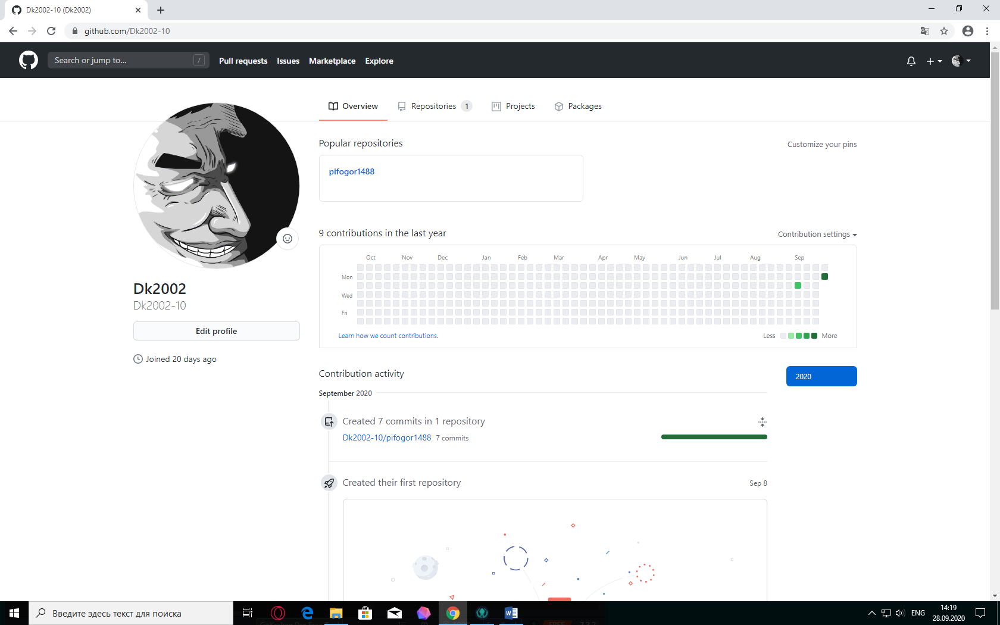 Dk2002-10 (Dk2002)
github.com/Dk2002-10
Search or jump to...
/
Pull requests
Issues
Marketplace
Explore
Overview
Repositories 1
Projects
Packages
Popular repositories
Customize your pins
pifogor1488
9 contributions in the last year
Contribution settings
Oct Nov Dec Jan Feb Mar Apr May Jun Jul Aug Sep
Mon
Wed
Fri
Learn how we count contributions.
Less More
Dk2002
Dk2002-10
Edit profile
Joined 20 days ago
Contribution activity
2020
September 2020
Created 7 commits in 1 repository
Dk2002-10/pifogor1488 7 commits
Created their first repository
Sep 8
Введите здесь текст для поиска
ENG
14:19
28.09.2020